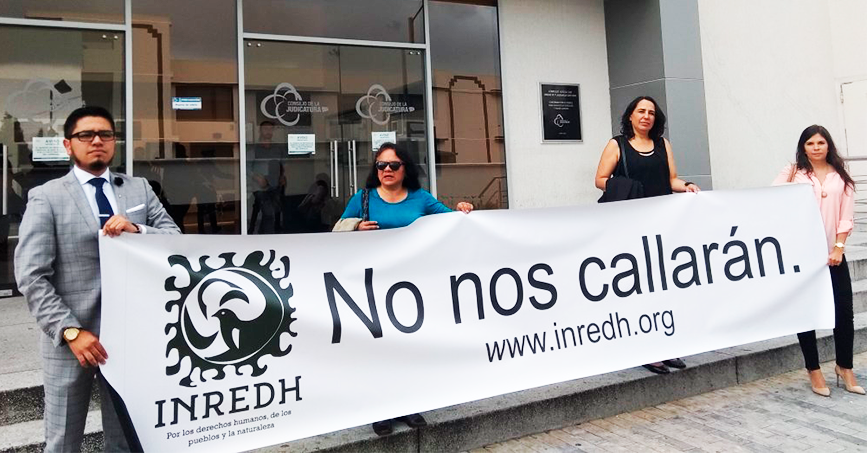 CONSEJO DE LA
JUDICATURA
CONSEJO DE LA
JUDICATURA
No nos callarán.
www.inredh.org
INREDH
Por los derechos humanos, de los
pueblos y la naturaleza